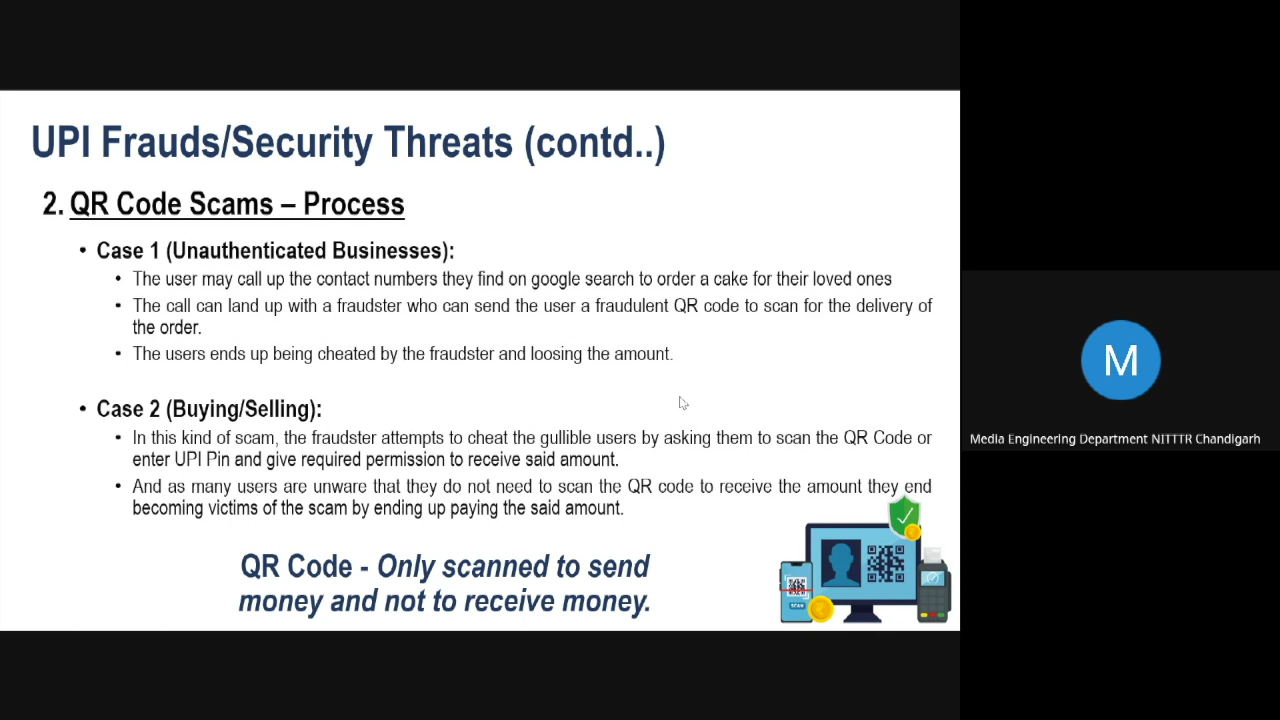 UPI Frauds/Security Threats (contd..)
2. QR Code Scams – Process
• Case 1 (Unauthenticated Businesses):
• The user may call up the contact numbers they find on google search to order a cake for their loved ones
• The call can land up with a fraudster who can send the user a fraudulent QR code to scan for the delivery of
the order.
• The users ends up being cheated by the fraudster and loosing the amount.
• Case 2 (Buying/Selling):
• In this kind of scam, the fraudster attempts to cheat the gullible users by asking them to scan the QR Code or
enter UPI Pin and give required permission to receive said amount.
• And as many users are unware that they do not need to scan the QR code to receive the amount they end
becoming victims of the scam by ending up paying the said amount.
QR Code - Only scanned to send
money and not to receive money.
SCAN
M
Media Engineering Department NITTTR Chandigarh